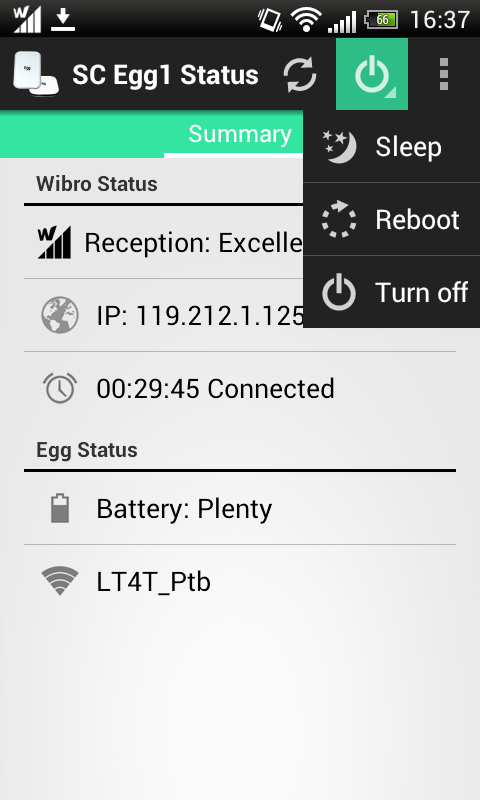 66 16:37
SC Egg1 Status
Summary
Sleep
Reboot
Turn off
Wibro Status
Reception: Excelle
IP: 119.212.1.125
00:29:45 Connected
Egg Status
Battery: Plenty
LT4T_Ptb